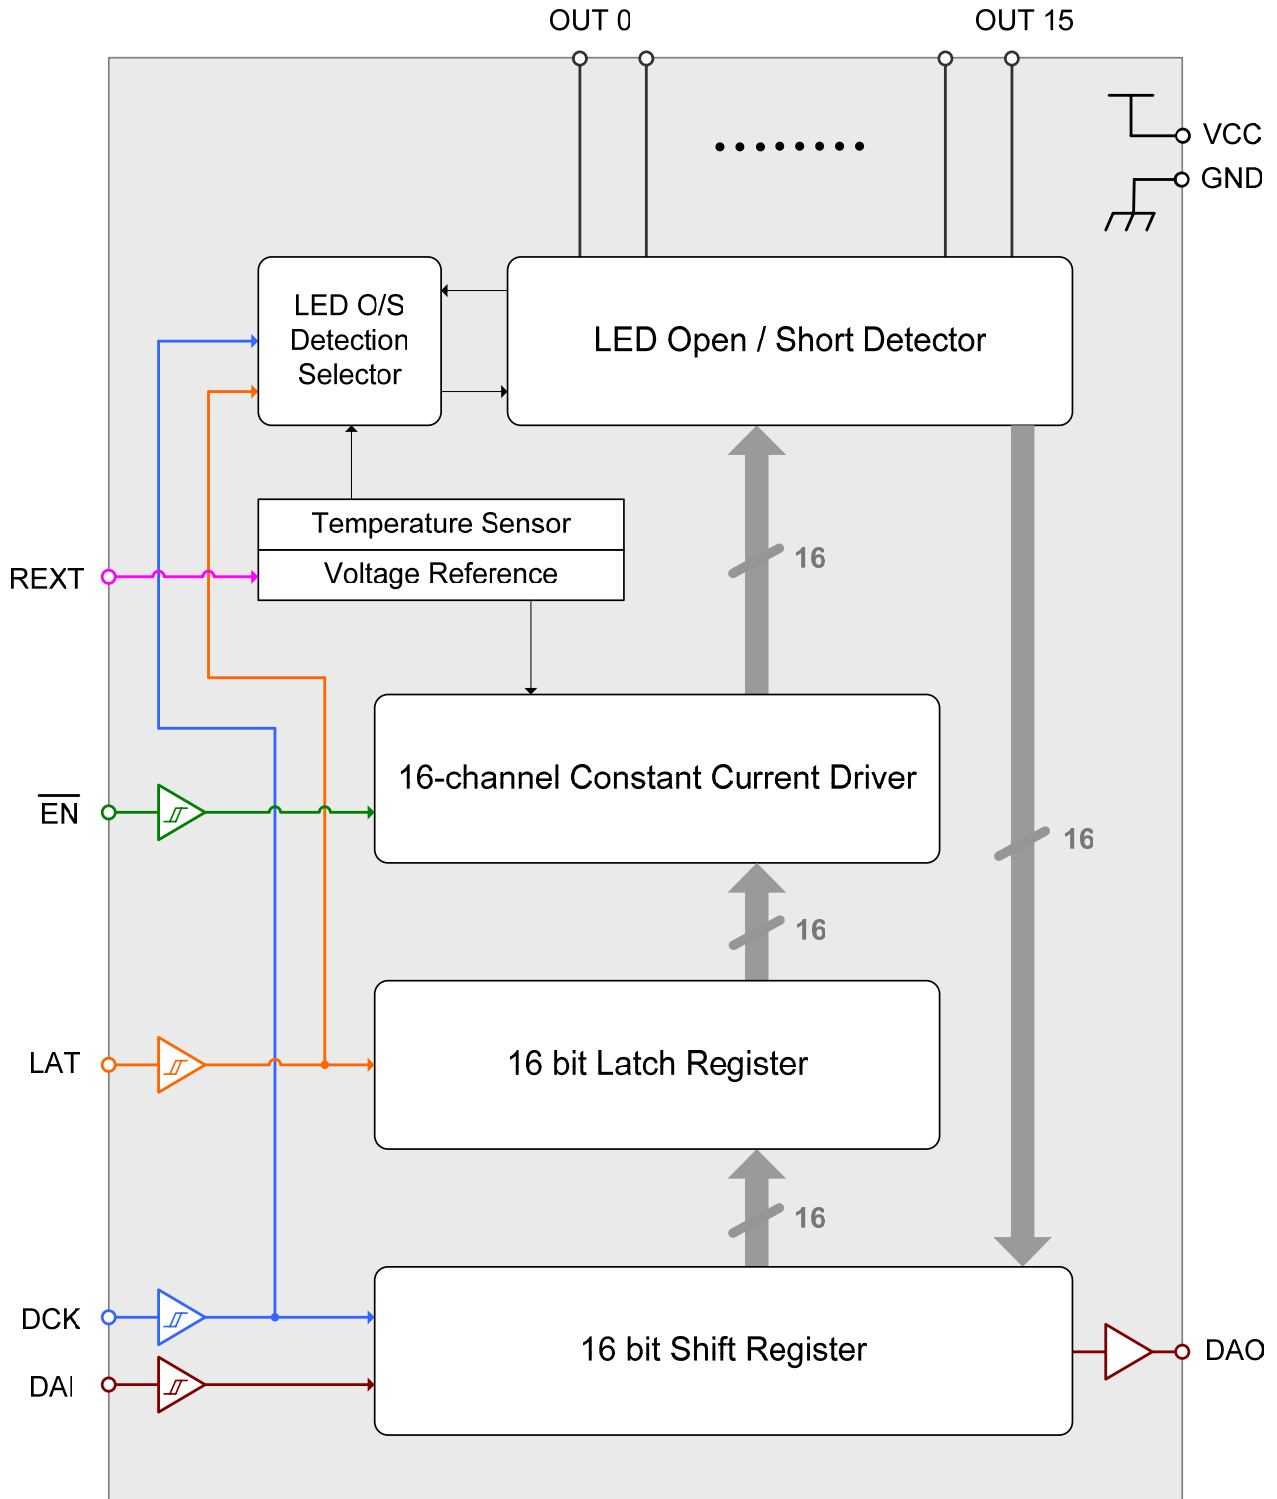 OUT 0
OUT 15
VCC
GND
LED O/S
Detection
Selector
LED Open / Short Detector
Temperature Sensor
Voltage Reference
16
REXT
16-channel Constant Current Driver
EN
16
16
LAT
16 bit Latch Register
16
DCK
16 bit Shift Register
DAO
DAI